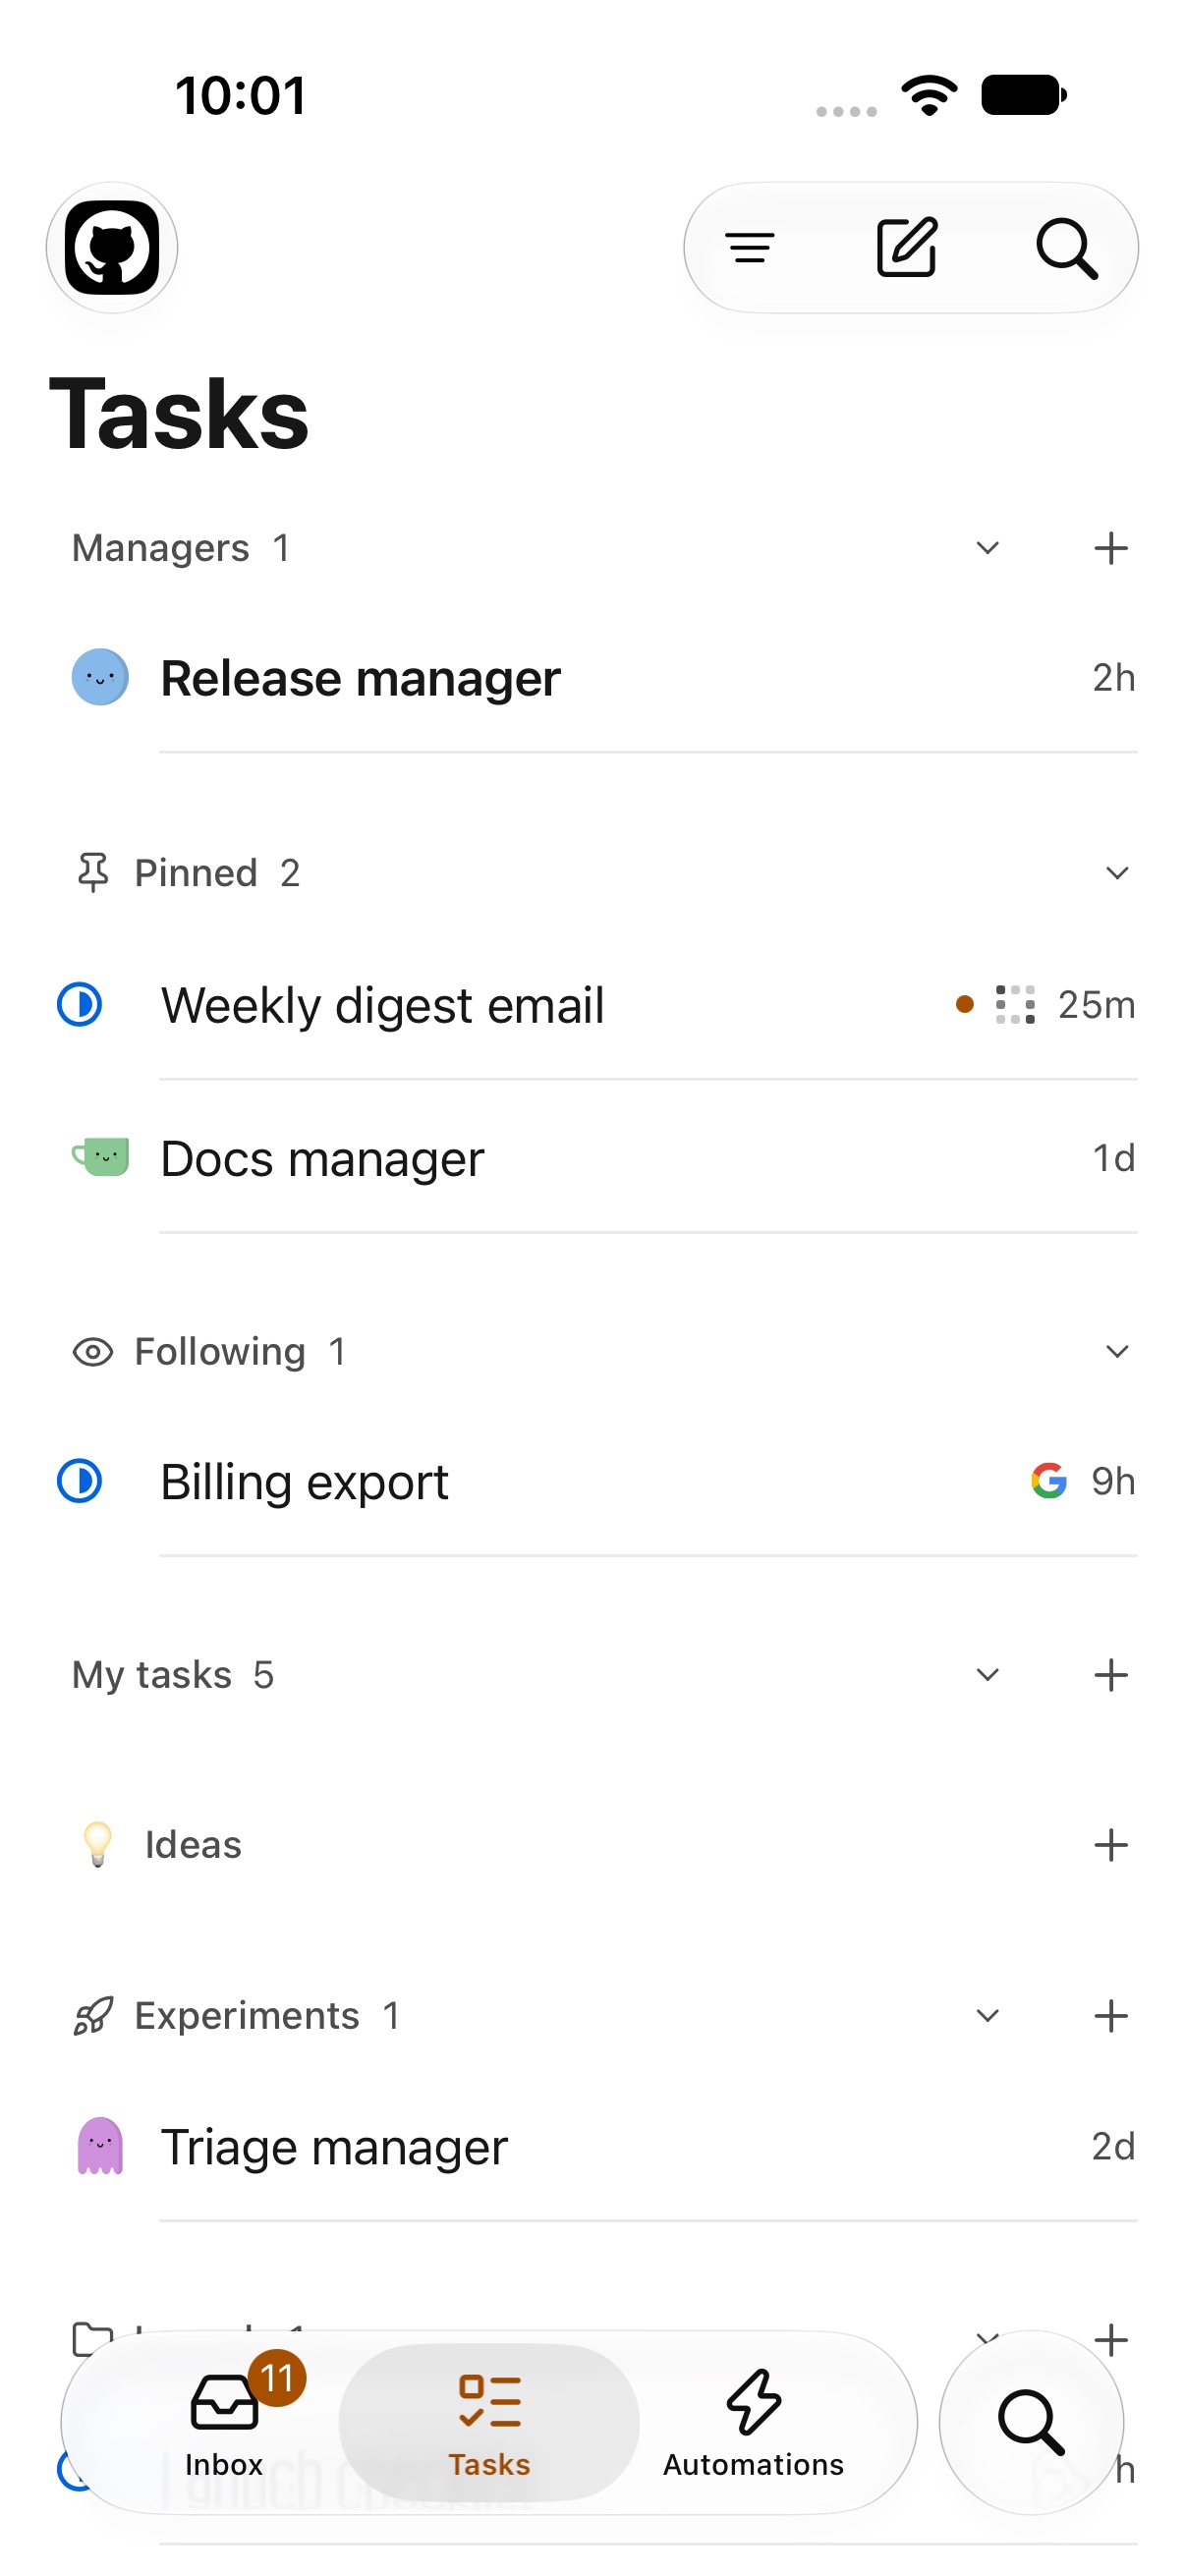 10:01
Tasks
Managers 1
Release manager 2h
Pinned 2
Weekly digest email 25m
Docs manager 1d
Following 1
Billing export 9h
My tasks 5
Ideas
Experiments 1
Triage manager 2d
11
Inbox Tasks Automations
h